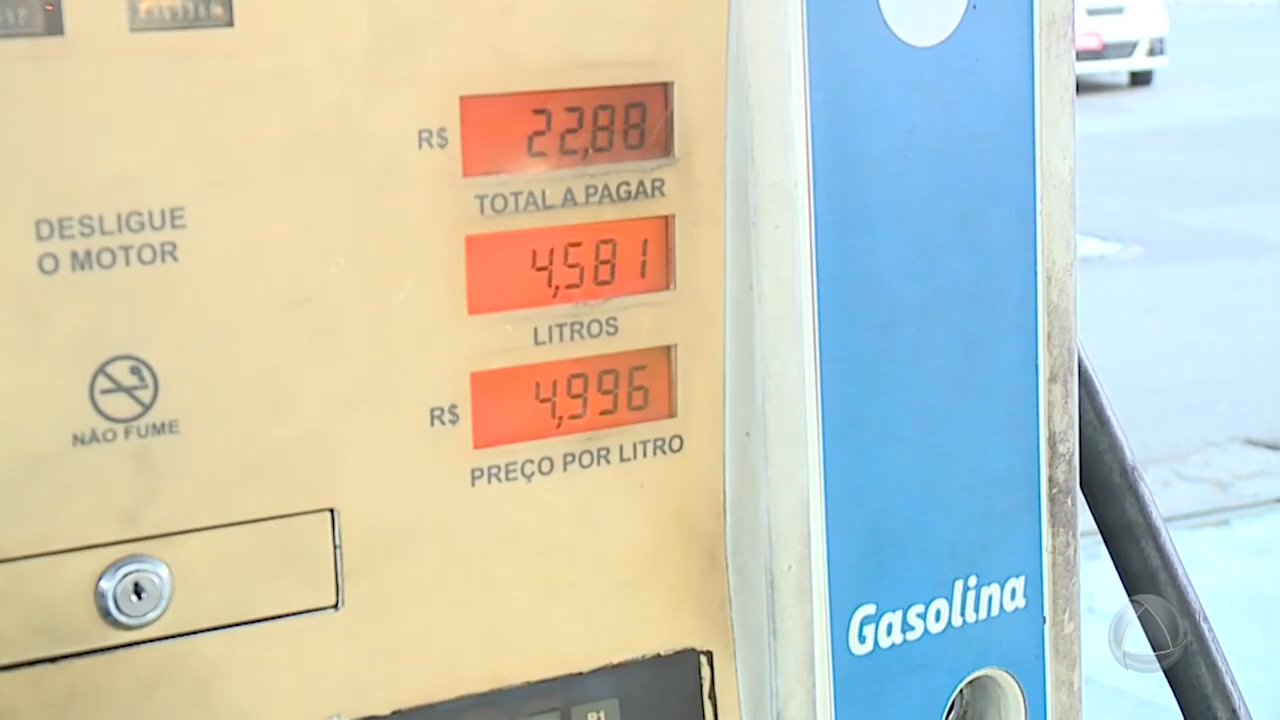 R$ 22,88
TOTAL A PAGAR
DESLIGUE
O MOTOR
4,581
LITROS
R$ 4,996
PREÇO POR LITRO
NÃO FUME
Gasolina